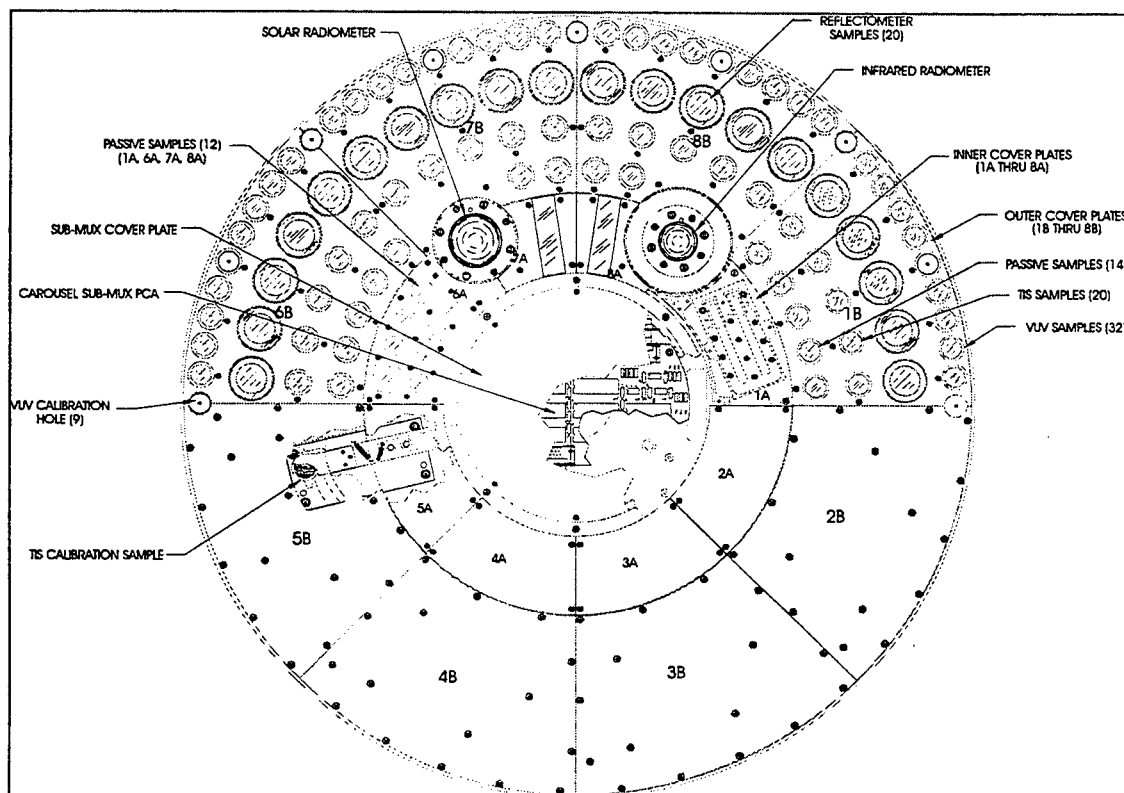 SOLAR RADIOMETER
REFLECTOMETER
SAMPLES (20)
INFRARED RADIOMETER
7B
8B
PASSIVE SAMPLES (12)
(1A, 6A, 7A, 8A)
INNER COVER PLATES
(1A THRU 8A)
SUB-MUX COVER PLATE
OUTER COVER PLATES
(1B THRU 8B)
7A
8A
PASSIVE SAMPLES (14
CAROUSEL SUB-MUX PCA
6A
TIS SAMPLES (20)
6B
1B
VUV SAMPLES (32)
1A
VUV CALIBRATION
HOLE (9)
2A
5A
2B
TIS CALIBRATION SAMPLE
5B
4A
3A
4B
3B